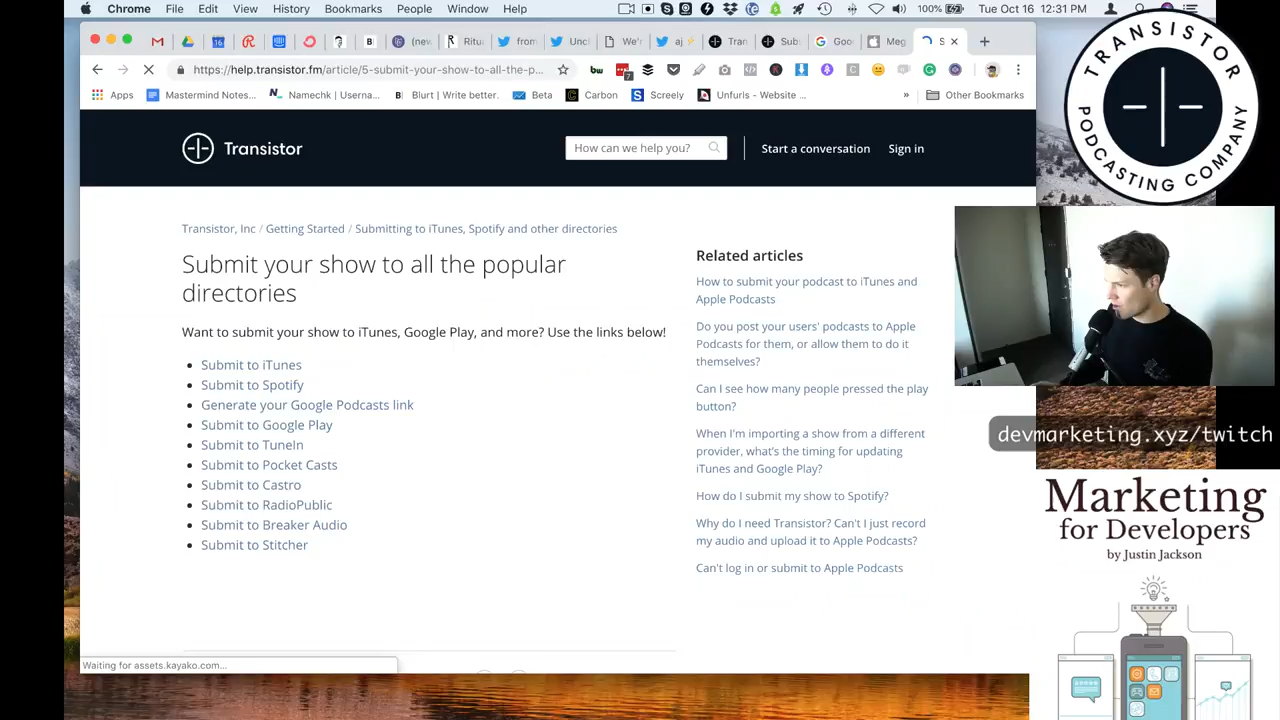 Chrome File Edit View History Bookmarks People Window Help
100% Tue Oct 16 12:31 PM
https://help.transistor.fm/article/5-submit-your-show-to-all-the-p...
Apps Mastermind Notes... Namechk | Userna... Blurt | Write better. Beta Carbon Screely Unfurls - Website ... » Other Bookmarks
Transistor
How can we help you?
Start a conversation
Sign in
Transistor, Inc / Getting Started / Submitting to iTunes, Spotify and other directories
Submit your show to all the popular
directories
Want to submit your show to iTunes, Google Play, and more? Use the links below!
Submit to iTunes
Submit to Spotify
Generate your Google Podcasts link
Submit to Google Play
Submit to TuneIn
Submit to Pocket Casts
Submit to Castro
Submit to RadioPublic
Submit to Breaker Audio
Submit to Stitcher
Related articles
How to submit your podcast to iTunes and
Apple Podcasts
Do you post your users' podcasts to Apple
Podcasts for them, or allow them to do it
themselves?
Can I see how many people pressed the play
button?
When I'm importing a show from a different
provider, what's the timing for updating
iTunes and Google Play?
How do I submit my show to Spotify?
Why do I need Transistor? Can't I just record
my audio and upload it to Apple Podcasts?
Can't log in or submit to Apple Podcasts
Waiting for assets.kayako.com...
TRANSISTOR
PODCASTING COMPANY
devmarketing.xyz/twitch
Marketing
for Developers
by Justin Jackson